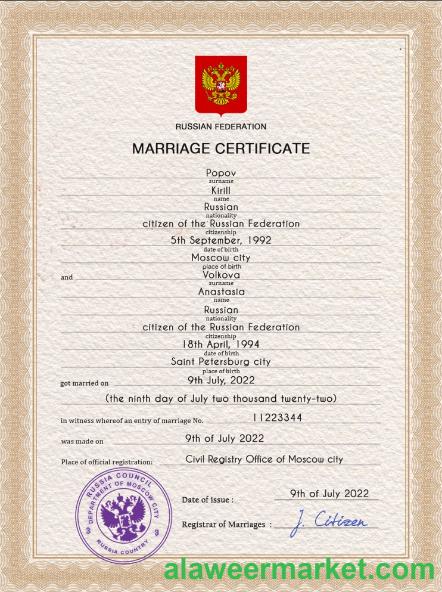 RUSSIAN FEDERATION
MARRIAGE CERTIFICATE
Popov
surname
Kirill
name
Russian
nationality
citizen of the Russian Federation
citizenship
5th September, 1992
date of birth
Moscow city
place of birth
and Volkova
surname
Anastasia
name
Russian
nationality
citizen of the Russian Federation
citizenship
18th April, 1994
date of birth
Saint Petersburg city
place of birth
got married on 9th July, 2022
(the ninth day of July two thousand twenty-two)
in witness whereof an entry of marriage No. 11223344
was made on 9th of July 2022
Place of official registration: Civil Registry Office of Moscow city
RUSSIA COUNCIL
DEPARTMENT OF MOSCOW CITY
RUSSIA COUNTRY
Date of issue : 9th of July 2022
Registrar of Marriages : J. Citizen
alaweermarket.com